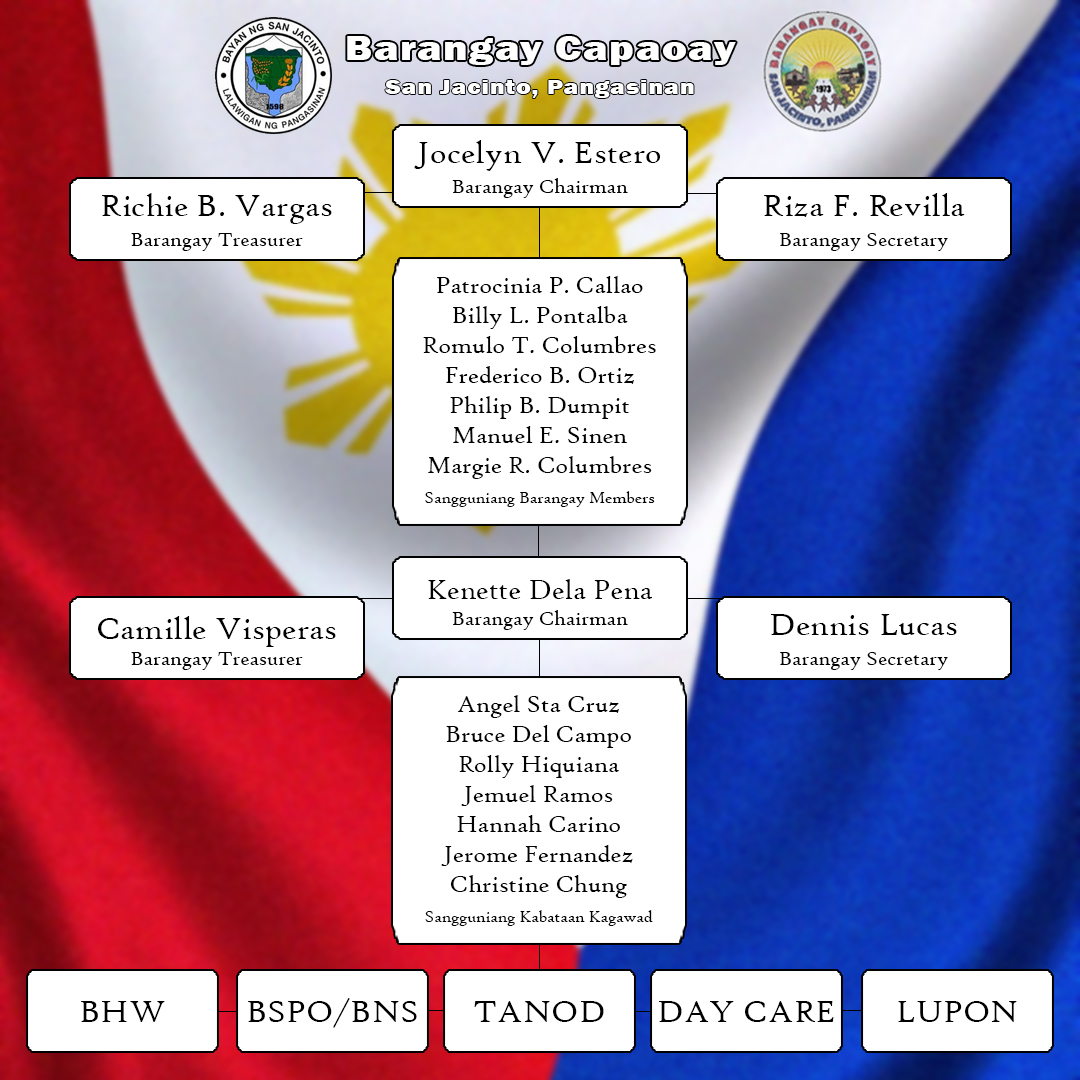 BAYAN NG SAN JACINTO
LALAWIGAN NG PANGASINAN
1598
Barangay Capaoay
San Jacinto, Pangasinan
BARANGAY CAPAOAY
1973
SAN JACINTO, PANGASINAN
Jocelyn V. Estero
Barangay Chairman
Richie B. Vargas
Barangay Treasurer
Riza F. Revilla
Barangay Secretary
Patrocinia P. Callao
Billy L. Pontalba
Romulo T. Columbres
Frederico B. Ortiz
Philip B. Dumpit
Manuel E. Sinen
Margie R. Columbres
Sangguniang Barangay Members
Kenette Dela Pena
Barangay Chairman
Camille Visperas
Barangay Treasurer
Dennis Lucas
Barangay Secretary
Angel Sta Cruz
Bruce Del Campo
Rolly Hiquiana
Jemuel Ramos
Hannah Carino
Jerome Fernandez
Christine Chung
Sangguniang Kabataan Kagawad
BHW
BSPO/BNS
TANOD
DAY CARE
LUPON